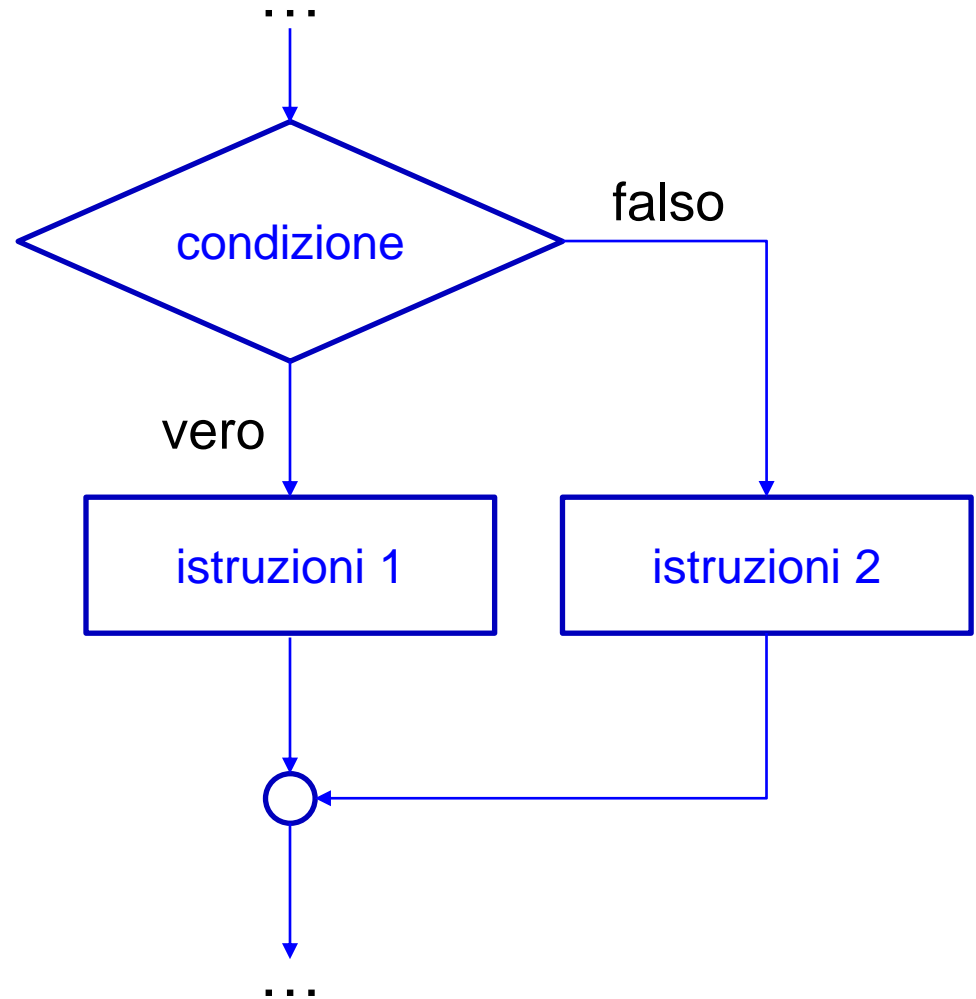 ...
falso
condizione
vero
istruzioni 1
istruzioni 2
...